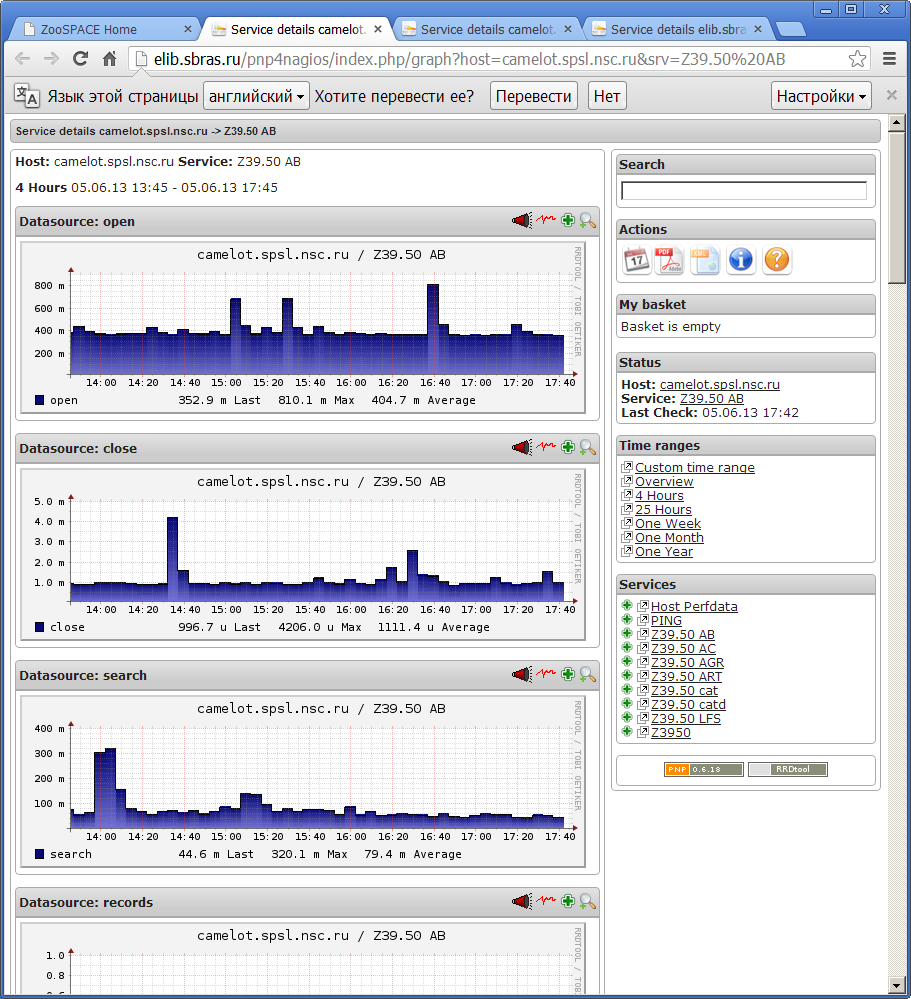 ZooSPACE Home
Service details camelot.
Service details camelot.
Service details elib.sbra
elib.sbras.ru/pnp4nagios/index.php/graph?host=camelot.spsl.nsc.ru&srv=Z39.50%20AB
Язык этой страницы английский Хотите перевести ее? Перевести Нет Настройки
Service details camelot.spsl.nsc.ru -> Z39.50 AB
Host: camelot.spsl.nsc.ru Service: Z39.50 AB
4 Hours 05.06.13 13:45 - 05.06.13 17:45
Datasource: open
camelot.spsl.nsc.ru / Z39.50 AB
RRDTOOL / TOBI OETIKER
800 m
600 m
400 m
200 m
14:00 14:20 14:40 15:00 15:20 15:40 16:00 16:20 16:40 17:00 17:20 17:40
open 352.9 m Last 810.1 m Max 404.7 m Average
Datasource: close
camelot.spsl.nsc.ru / Z39.50 AB
RRDTOOL / TOBI OETIKER
5.0 m
4.0 m
3.0 m
2.0 m
1.0 m
14:00 14:20 14:40 15:00 15:20 15:40 16:00 16:20 16:40 17:00 17:20 17:40
close 996.7 u Last 4206.0 u Max 1111.4 u Average
Datasource: search
camelot.spsl.nsc.ru / Z39.50 AB
RRDTOOL / TOBI OETIKER
400 m
300 m
200 m
100 m
14:00 14:20 14:40 15:00 15:20 15:40 16:00 16:20 16:40 17:00 17:20 17:40
search 44.6 m Last 320.1 m Max 79.4 m Average
Datasource: records
camelot.spsl.nsc.ru / Z39.50 AB
RRDTOOL / TOBI OETIKER
1.0
0.8
Search
Actions
17
PDF
Adobe
XML
My basket
Basket is empty
Status
Host: camelot.spsl.nsc.ru
Service: Z39.50 AB
Last Check: 05.06.13 17:42
Time ranges
Custom time range
Overview
4 Hours
25 Hours
One Week
One Month
One Year
Services
Host Perfdata
PING
Z39.50 AB
Z39.50 AC
Z39.50 AGR
Z39.50 ART
Z39.50 cat
Z39.50 catd
Z39.50 LFS
Z3950
PNP 0.6.18 RRDtool